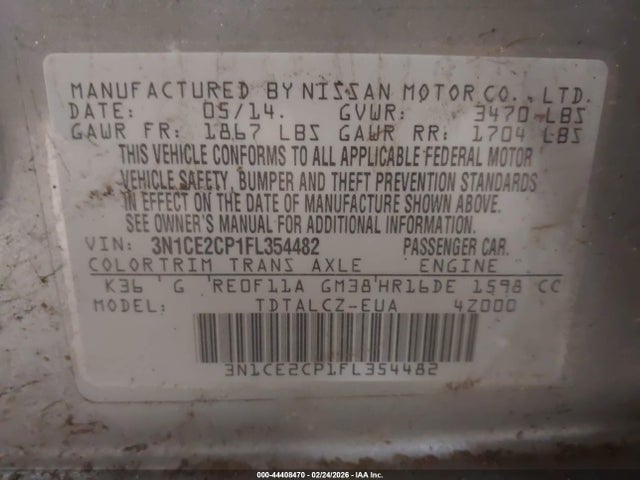 MANUFACTURED BY NISSAN MOTOR CO., LTD.
DATE: 05/14. GVWR: 3470 LBS
GAWR FR: 1867 LBS GAWR RR: 1704 LBS
THIS VEHICLE CONFORMS TO ALL APPLICABLE FEDERAL MOTOR
VEHICLE SAFETY, BUMPER AND THEFT PREVENTION STANDARDS
IN EFFECT ON THE DATE OF MANUFACTURE SHOWN ABOVE.
SEE OWNER'S MANUAL FOR ADDITIONAL INFORMATION.
VIN: 3N1CE2CP1FL354482 PASSENGER CAR.
COLOR TRIM TRANS AXLE ENGINE
K36 G RE0F11A GM38 HR16DE 1598 CC
MODEL: TDTALCZ-EUA 4Z000
3N1CE2CP1FL354482
000-44408470 - 02/24/2026 - IAA Inc.